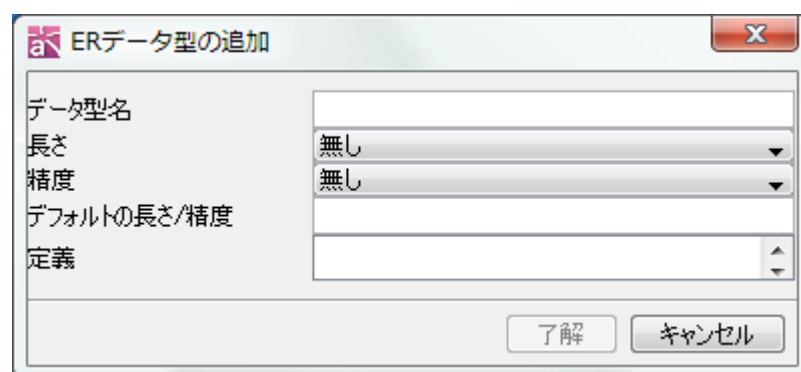 ERデータ型の追加
データ型名
長さ 無し
精度 無し
デフォルトの長さ/精度
定義
了解 キャンセル